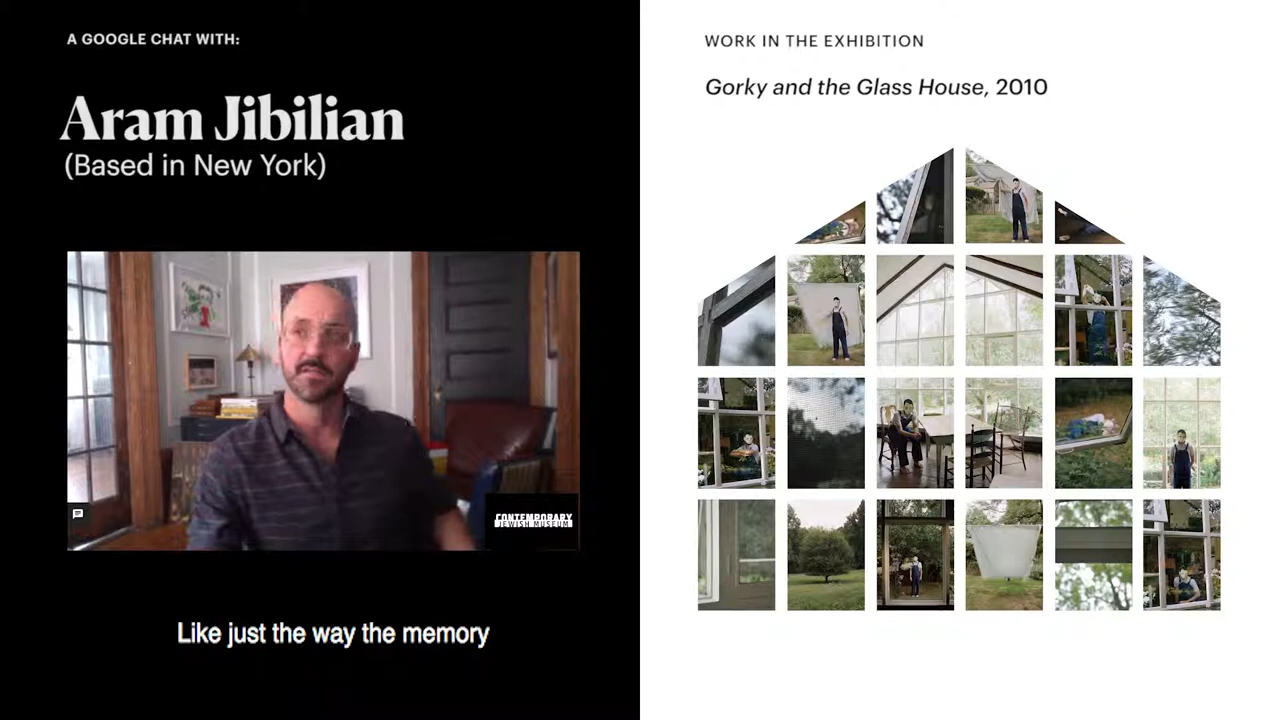 A GOOGLE CHAT WITH:
Aram Jibilian
(Based in New York)
CONTEMPORARY
JEWISH MUSEUM
Like just the way the memory
WORK IN THE EXHIBITION
Gorky and the Glass House, 2010